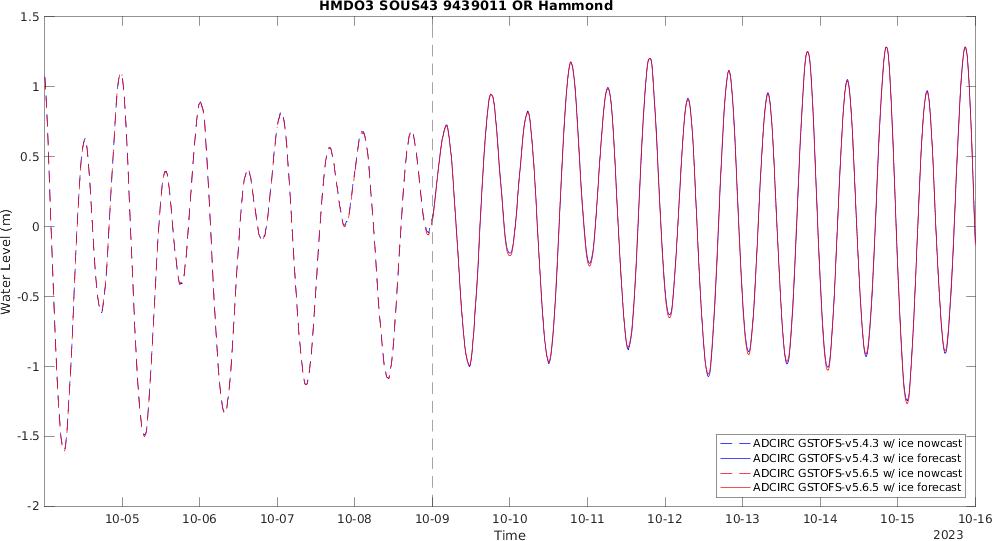 HMDO3 SOUS43 9439011 OR Hammond
1.5
1
0.5
0
-0.5
-1
-1.5
-2
Water Level (m)
10-05 10-06 10-07 10-08 10-09 10-10 10-11 10-12 10-13 10-14 10-15 10-16
Time
2023
ADCIRC GSTOFS-v5.4.3 w/ ice nowcast
ADCIRC GSTOFS-v5.4.3 w/ ice forecast
ADCIRC GSTOFS-v5.6.5 w/ ice nowcast
ADCIRC GSTOFS-v5.6.5 w/ ice forecast